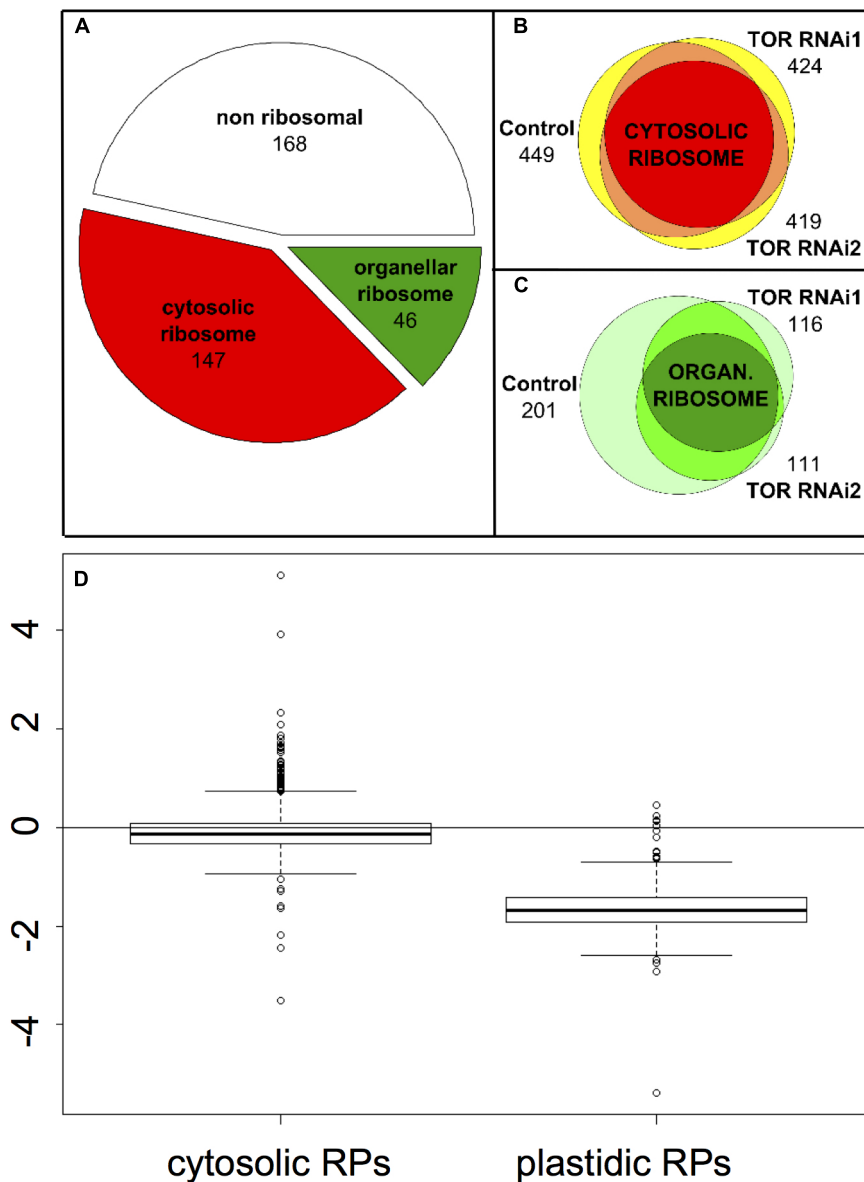 A
non ribosomal
168
organellar
ribosome
46
cytosolic
ribosome
147
B
TOR RNAi1
424
Control
449
CYTOSOLIC
RIBOSOME
419
TOR RNAi2
C
TOR RNAi1
116
Control
201
ORGAN.
RIBOSOME
111
TOR RNAi2
D
4
2
0
-2
-4
cytosolic RPs
plastidic RPs